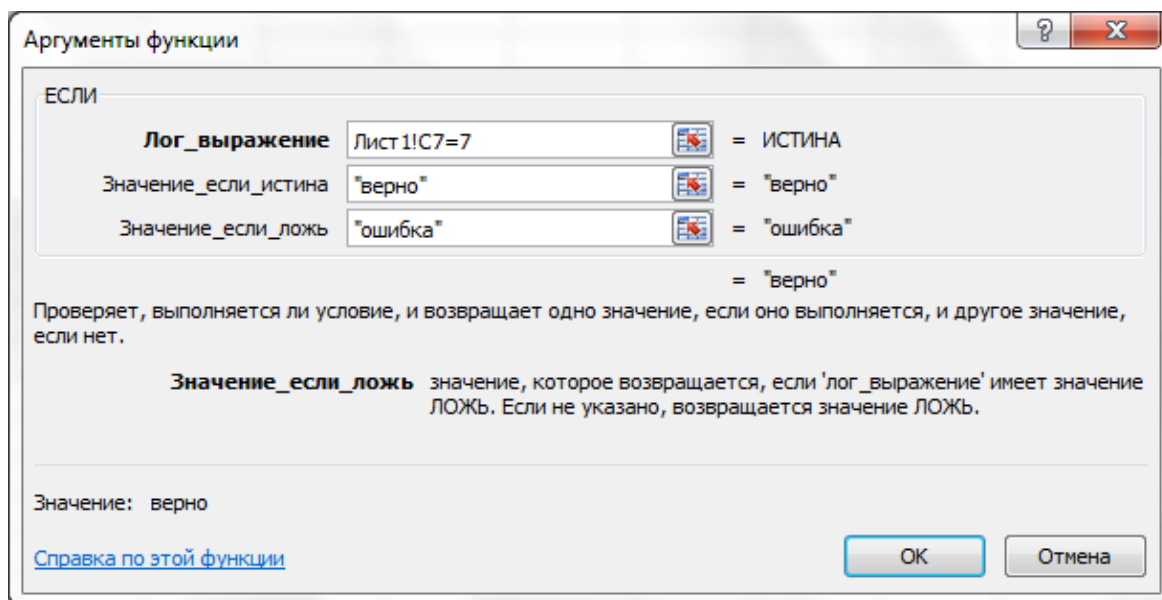 Аргументы функции
ЕСЛИ
Лог_выражение Лист1!C7=7 = ИСТИНА
Значение_если_истина "верно" = "верно"
Значение_если_ложь "ошибка" = "ошибка"
= "верно"
Проверяет, выполняется ли условие, и возвращает одно значение, если оно выполняется, и другое значение,
если нет.
Значение_если_ложь значение, которое возвращается, если 'лог_выражение' имеет значение
ЛОЖЬ. Если не указано, возвращается значение ЛОЖЬ.
Значение: верно
Справка по этой функции ОК Отмена